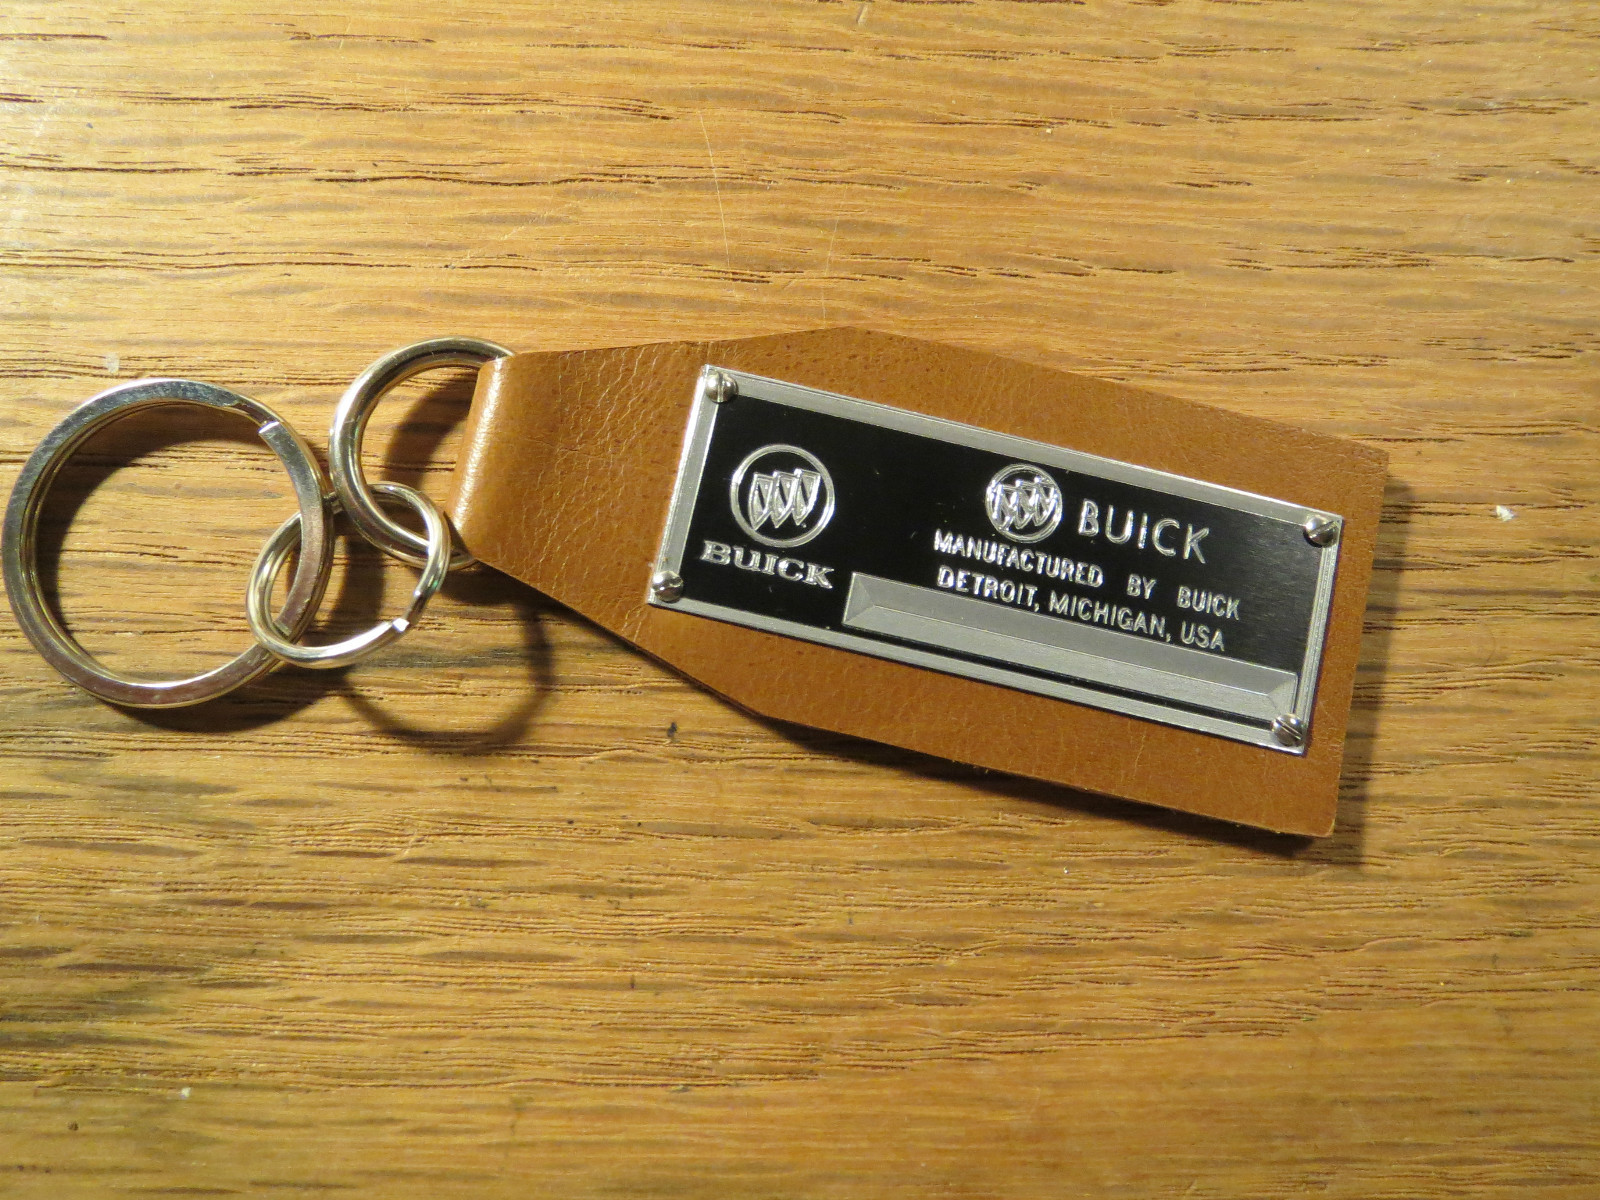 BUICK
BUICK
MANUFACTURED BY BUICK
DETROIT, MICHIGAN, USA